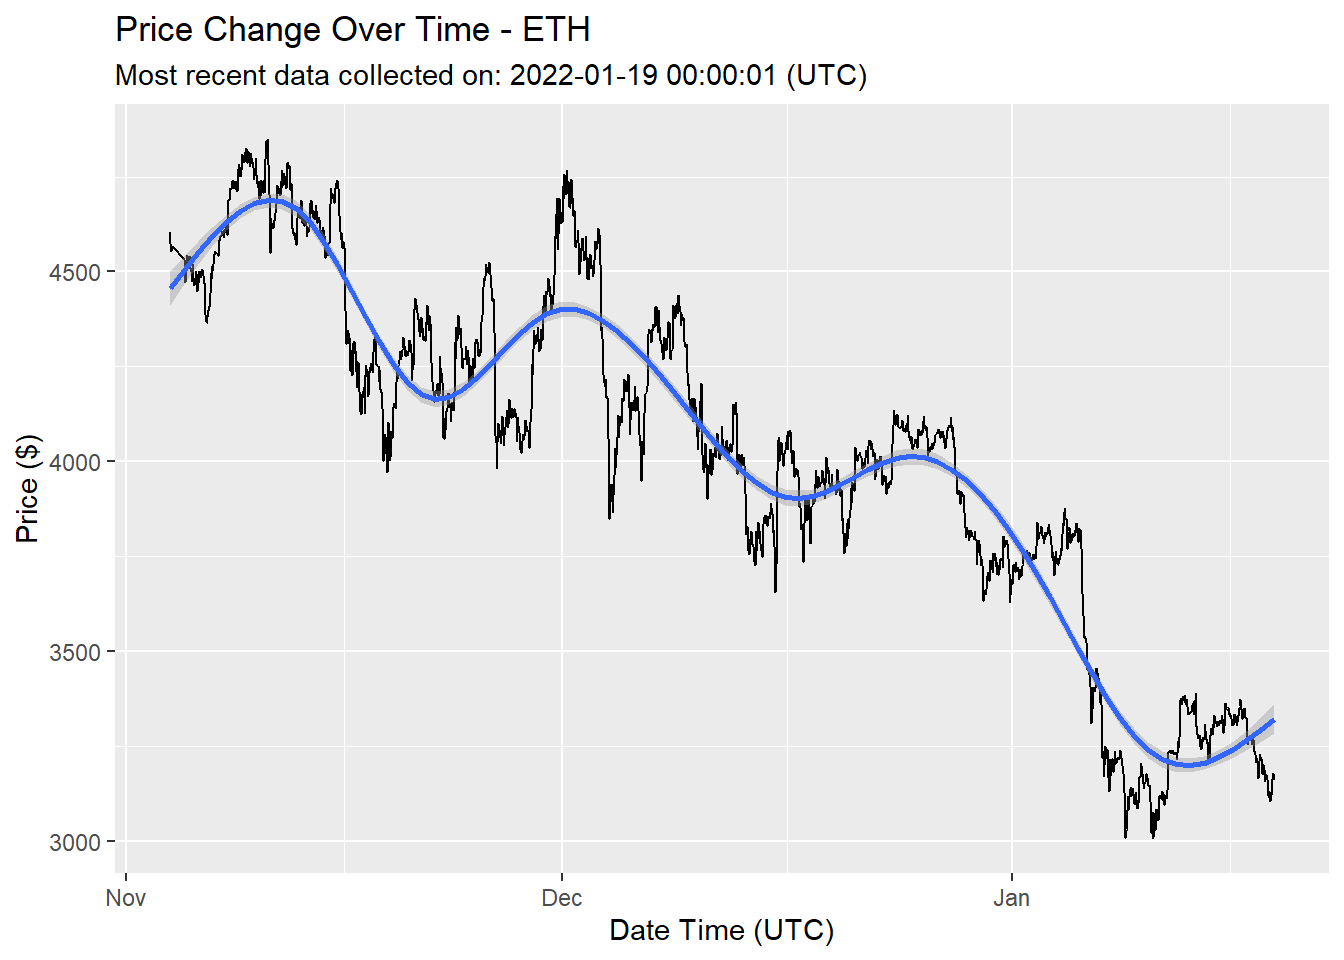 Price Change Over Time - ETH
Most recent data collected on: 2022-01-19 00:00:01 (UTC)
Price ($)
4500
4000
3500
3000
Nov
Dec
Jan
Date Time (UTC)